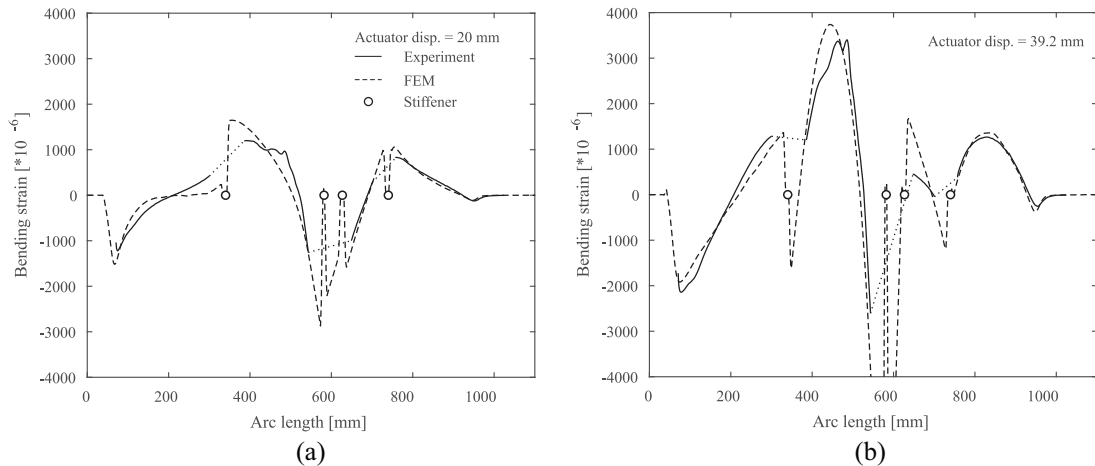 4000
3000
2000
1000
0
-1000
-2000
-3000
-4000
Bending strain [*10 -6]
Actuator disp. = 20 mm
Experiment
FEM
Stiffener
0
200
400
600
800
1000
Arc length [mm]
(a)
4000
3000
2000
1000
0
-1000
-2000
-3000
-4000
Bending strain [*10 -6]
Actuator disp. = 39.2 mm
0
200
400
600
800
1000
Arc length [mm]
(b)